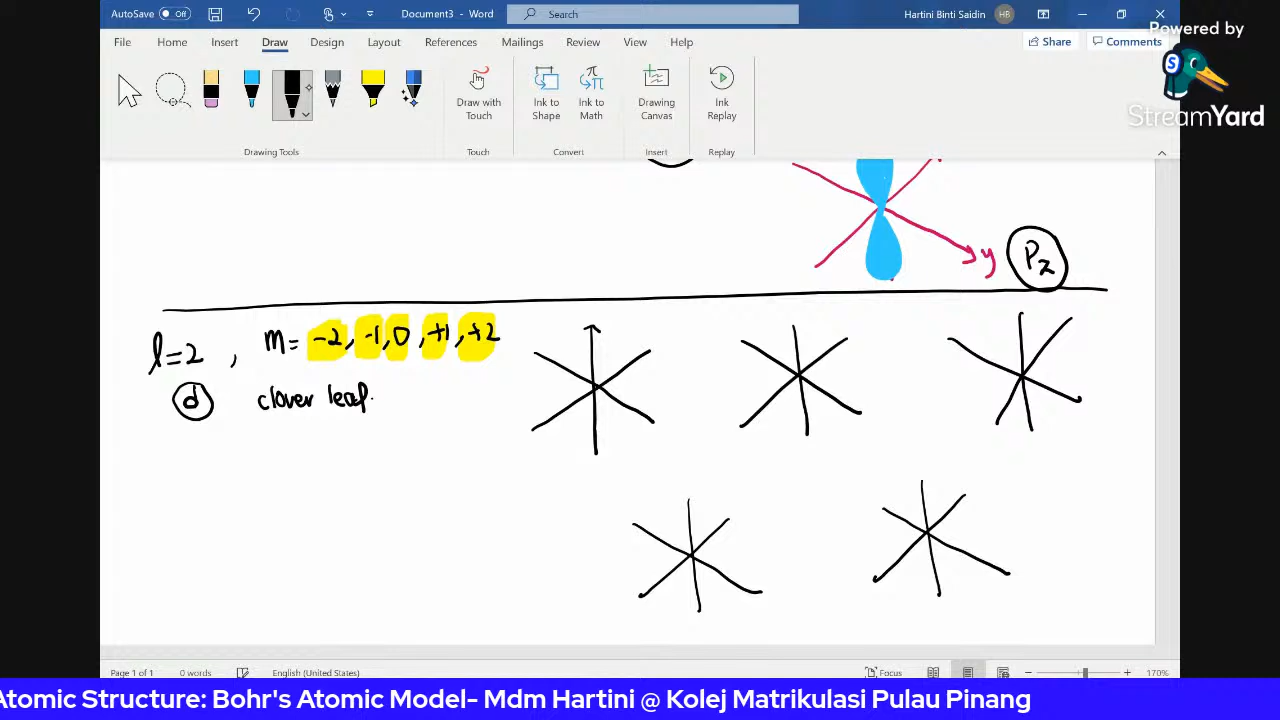 AutoSave Off Document3 - Word Search Hartini Binti Saidin HB
Powered by
StreamYard
File Home Insert Draw Design Layout References Mailings Review View Help Share Comments
Draw with Touch Ink to Shape Ink to Math Drawing Canvas Ink Replay
Drawing Tools Touch Convert Insert Replay
y Pz
l=2, m= -2, -1, 0, +1, +2
d clover leaf.
Page 1 of 1 0 words English (United States) Focus 170%
Atomic Structure: Bohr's Atomic Model- Mdm Hartini @ Kolej Matrikulasi Pulau Pinang